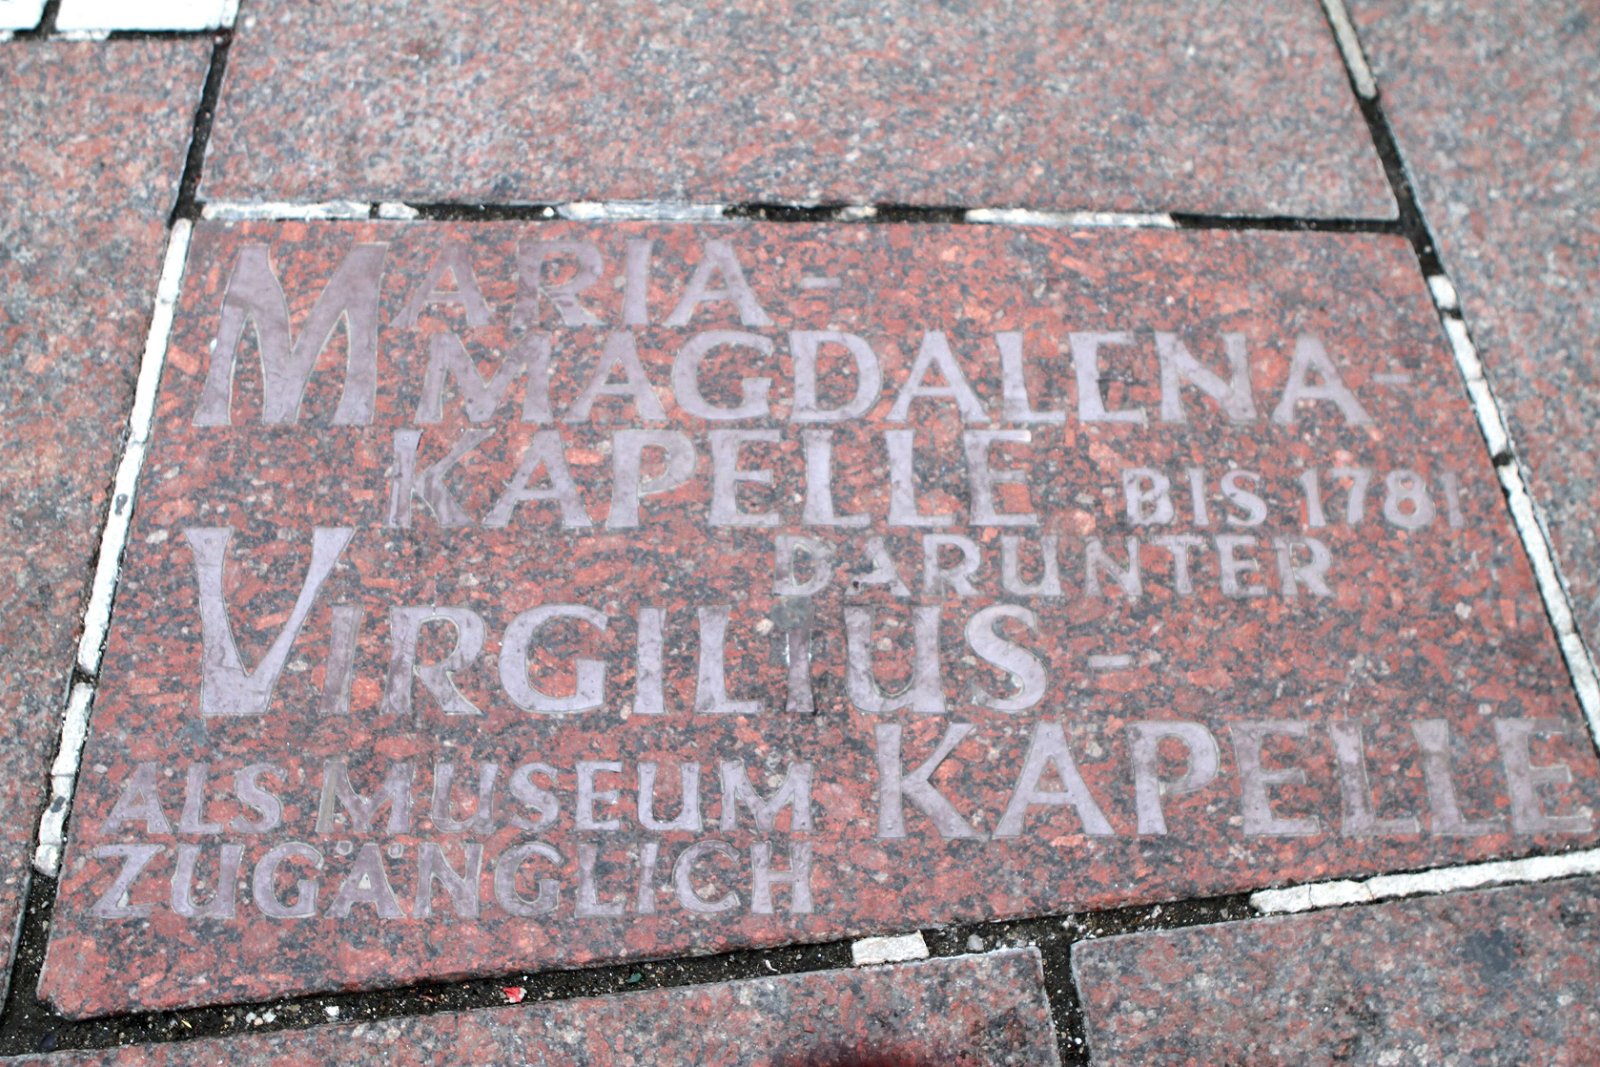 MARIA-
MAGDALENA-
KAPELLE BIS 1781
DARUNTER
VIRGILIUS-
KAPELLE
ALS MUSEUM
ZUGÄNGLICH